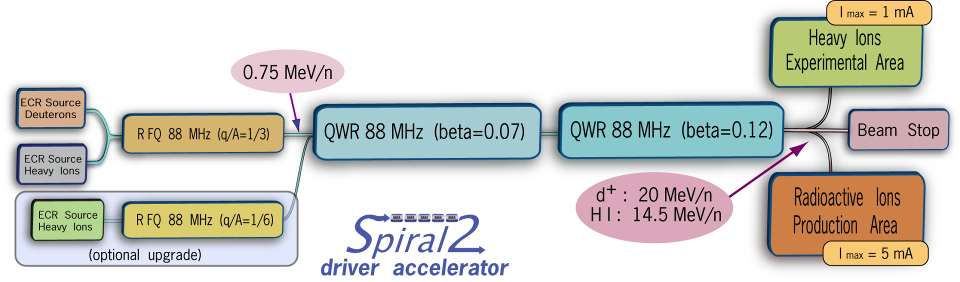 I max = 1 mA
Heavy Ions
Experimental Area
0.75 MeV/n
ECR Source
Deuterons
RFQ 88 MHz (q/A=1/3)
QWR 88 MHz (beta=0.07)
QWR 88 MHz (beta=0.12)
Beam Stop
ECR Source
Heavy Ions
d+ : 20 MeV/n
HI : 14.5 MeV/n
ECR Source
Heavy Ions
RFQ 88 MHz (q/A=1/6)
(optional upgrade)
Radioactive Ions
Production Area
I max = 5 mA
Spiral2
driver accelerator